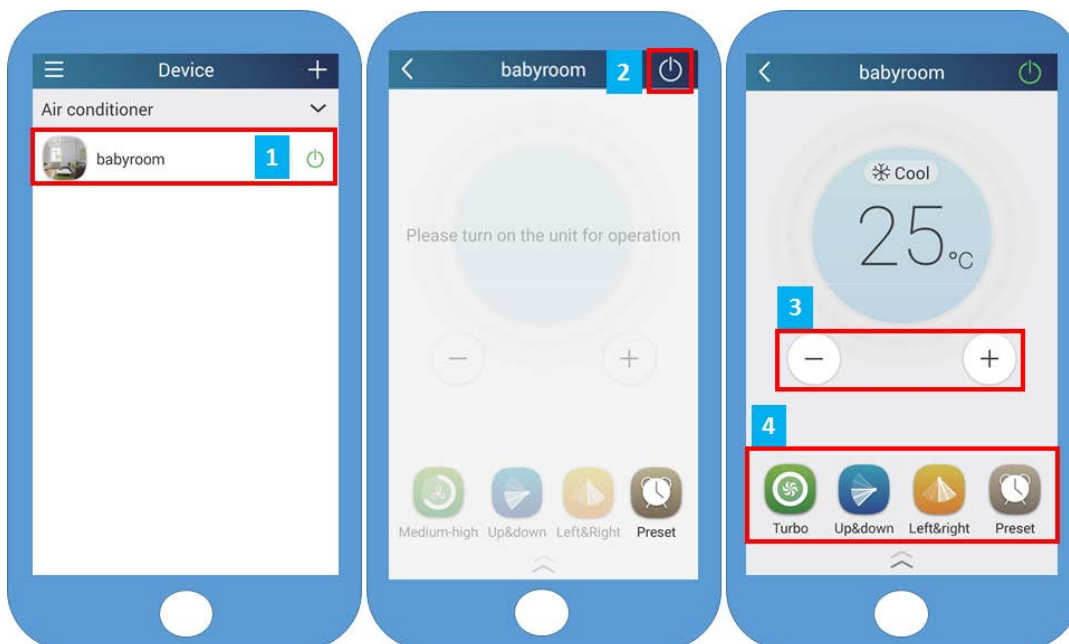 Device
Air conditioner
babyroom
1
babyroom
2
Please turn on the unit for operation
Medium-high Up&down Left&Right Preset
babyroom
Cool
25 °C
3
− +
4
Turbo Up&down Left&right Preset